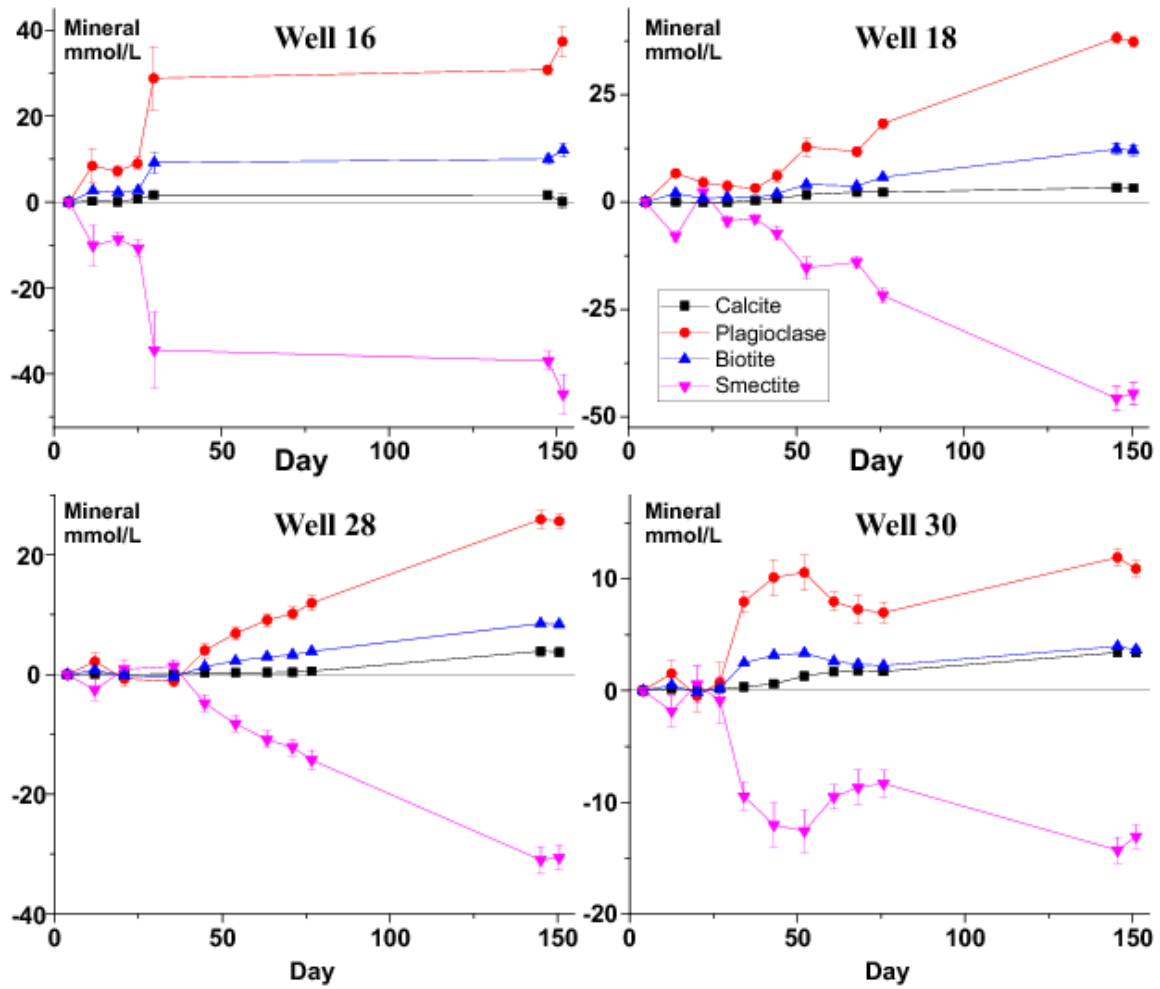 Mineral
mmol/L
Well 16
40
20
0
-20
-40
0
50
100
150
Day
Mineral
mmol/L
Well 18
25
0
-25
-50
Calcite
Plagioclase
Biotite
Smectite
0
50
100
150
Day
Mineral
mmol/L
Well 28
20
0
-20
-40
0
50
100
150
Day
Mineral
mmol/L
Well 30
10
0
-10
-20
0
50
100
150
Day